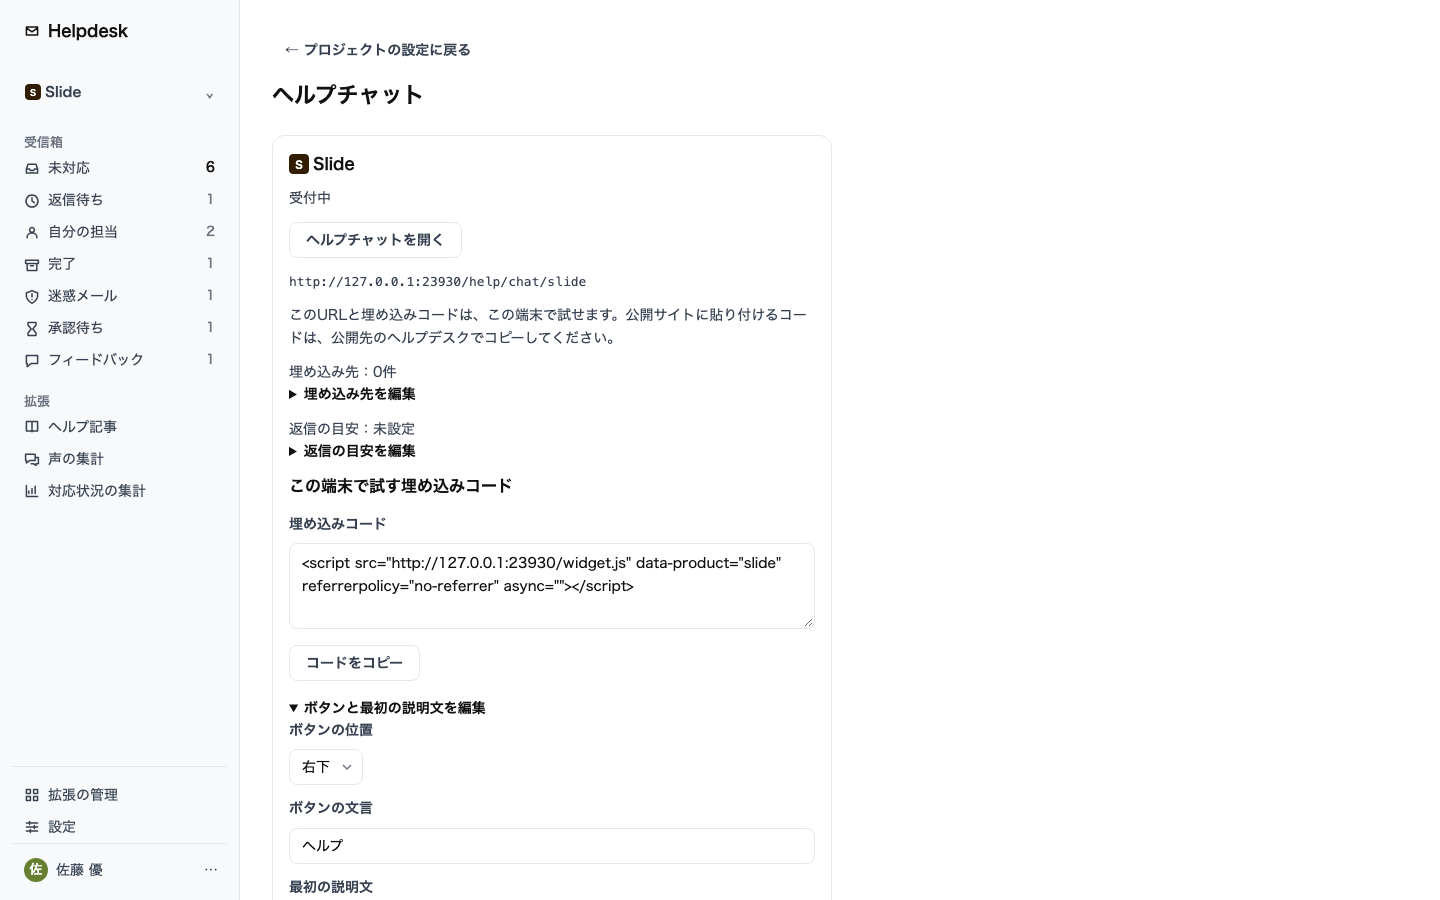 Helpdesk
S Slide
受信箱
未対応 6
返信待ち 1
自分の担当 2
完了 1
迷惑メール 1
承認待ち 1
フィードバック 1
拡張
ヘルプ記事
声の集計
対応状況の集計
拡張の管理
設定
佐 佐藤 優 …
← プロジェクトの設定に戻る
ヘルプチャット
S Slide
受付中
ヘルプチャットを開く
http://127.0.0.1:23930/help/chat/slide
このURLと埋め込みコードは、この端末で試せます。公開サイトに貼り付けるコー
ドは、公開先のヘルプデスクでコピーしてください。
埋め込み先：0件
▶ 埋め込み先を編集
返信の目安：未設定
▶ 返信の目安を編集
この端末で試す埋め込みコード
埋め込みコード
<script src="http://127.0.0.1:23930/widget.js" data-product="slide"
referrerpolicy="no-referrer" async=""></script>
コードをコピー
▼ ボタンと最初の説明文を編集
ボタンの位置
右下
ボタンの文言
ヘルプ
最初の説明文